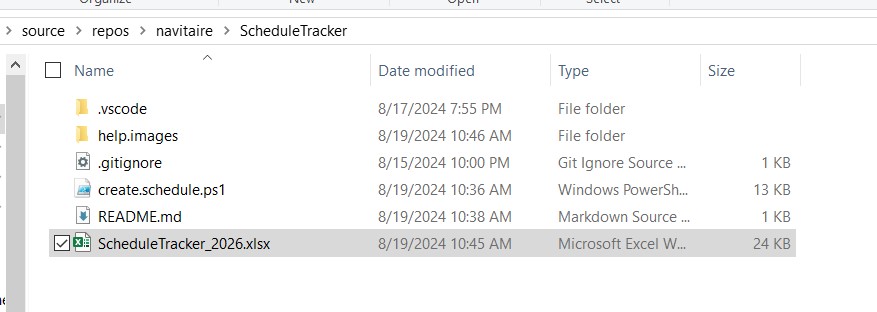 Organize New Open Select
source repos navitaire ScheduleTracker
Name Date modified Type Size
.vscode 8/17/2024 7:55 PM File folder
help.images 8/19/2024 10:46 AM File folder
.gitignore 8/15/2024 10:00 PM Git Ignore Source ... 1 KB
create.schedule.ps1 8/19/2024 10:36 AM Windows PowerSh... 13 KB
README.md 8/19/2024 10:38 AM Markdown Source ... 1 KB
ScheduleTracker_2026.xlsx 8/19/2024 10:45 AM Microsoft Excel W... 24 KB